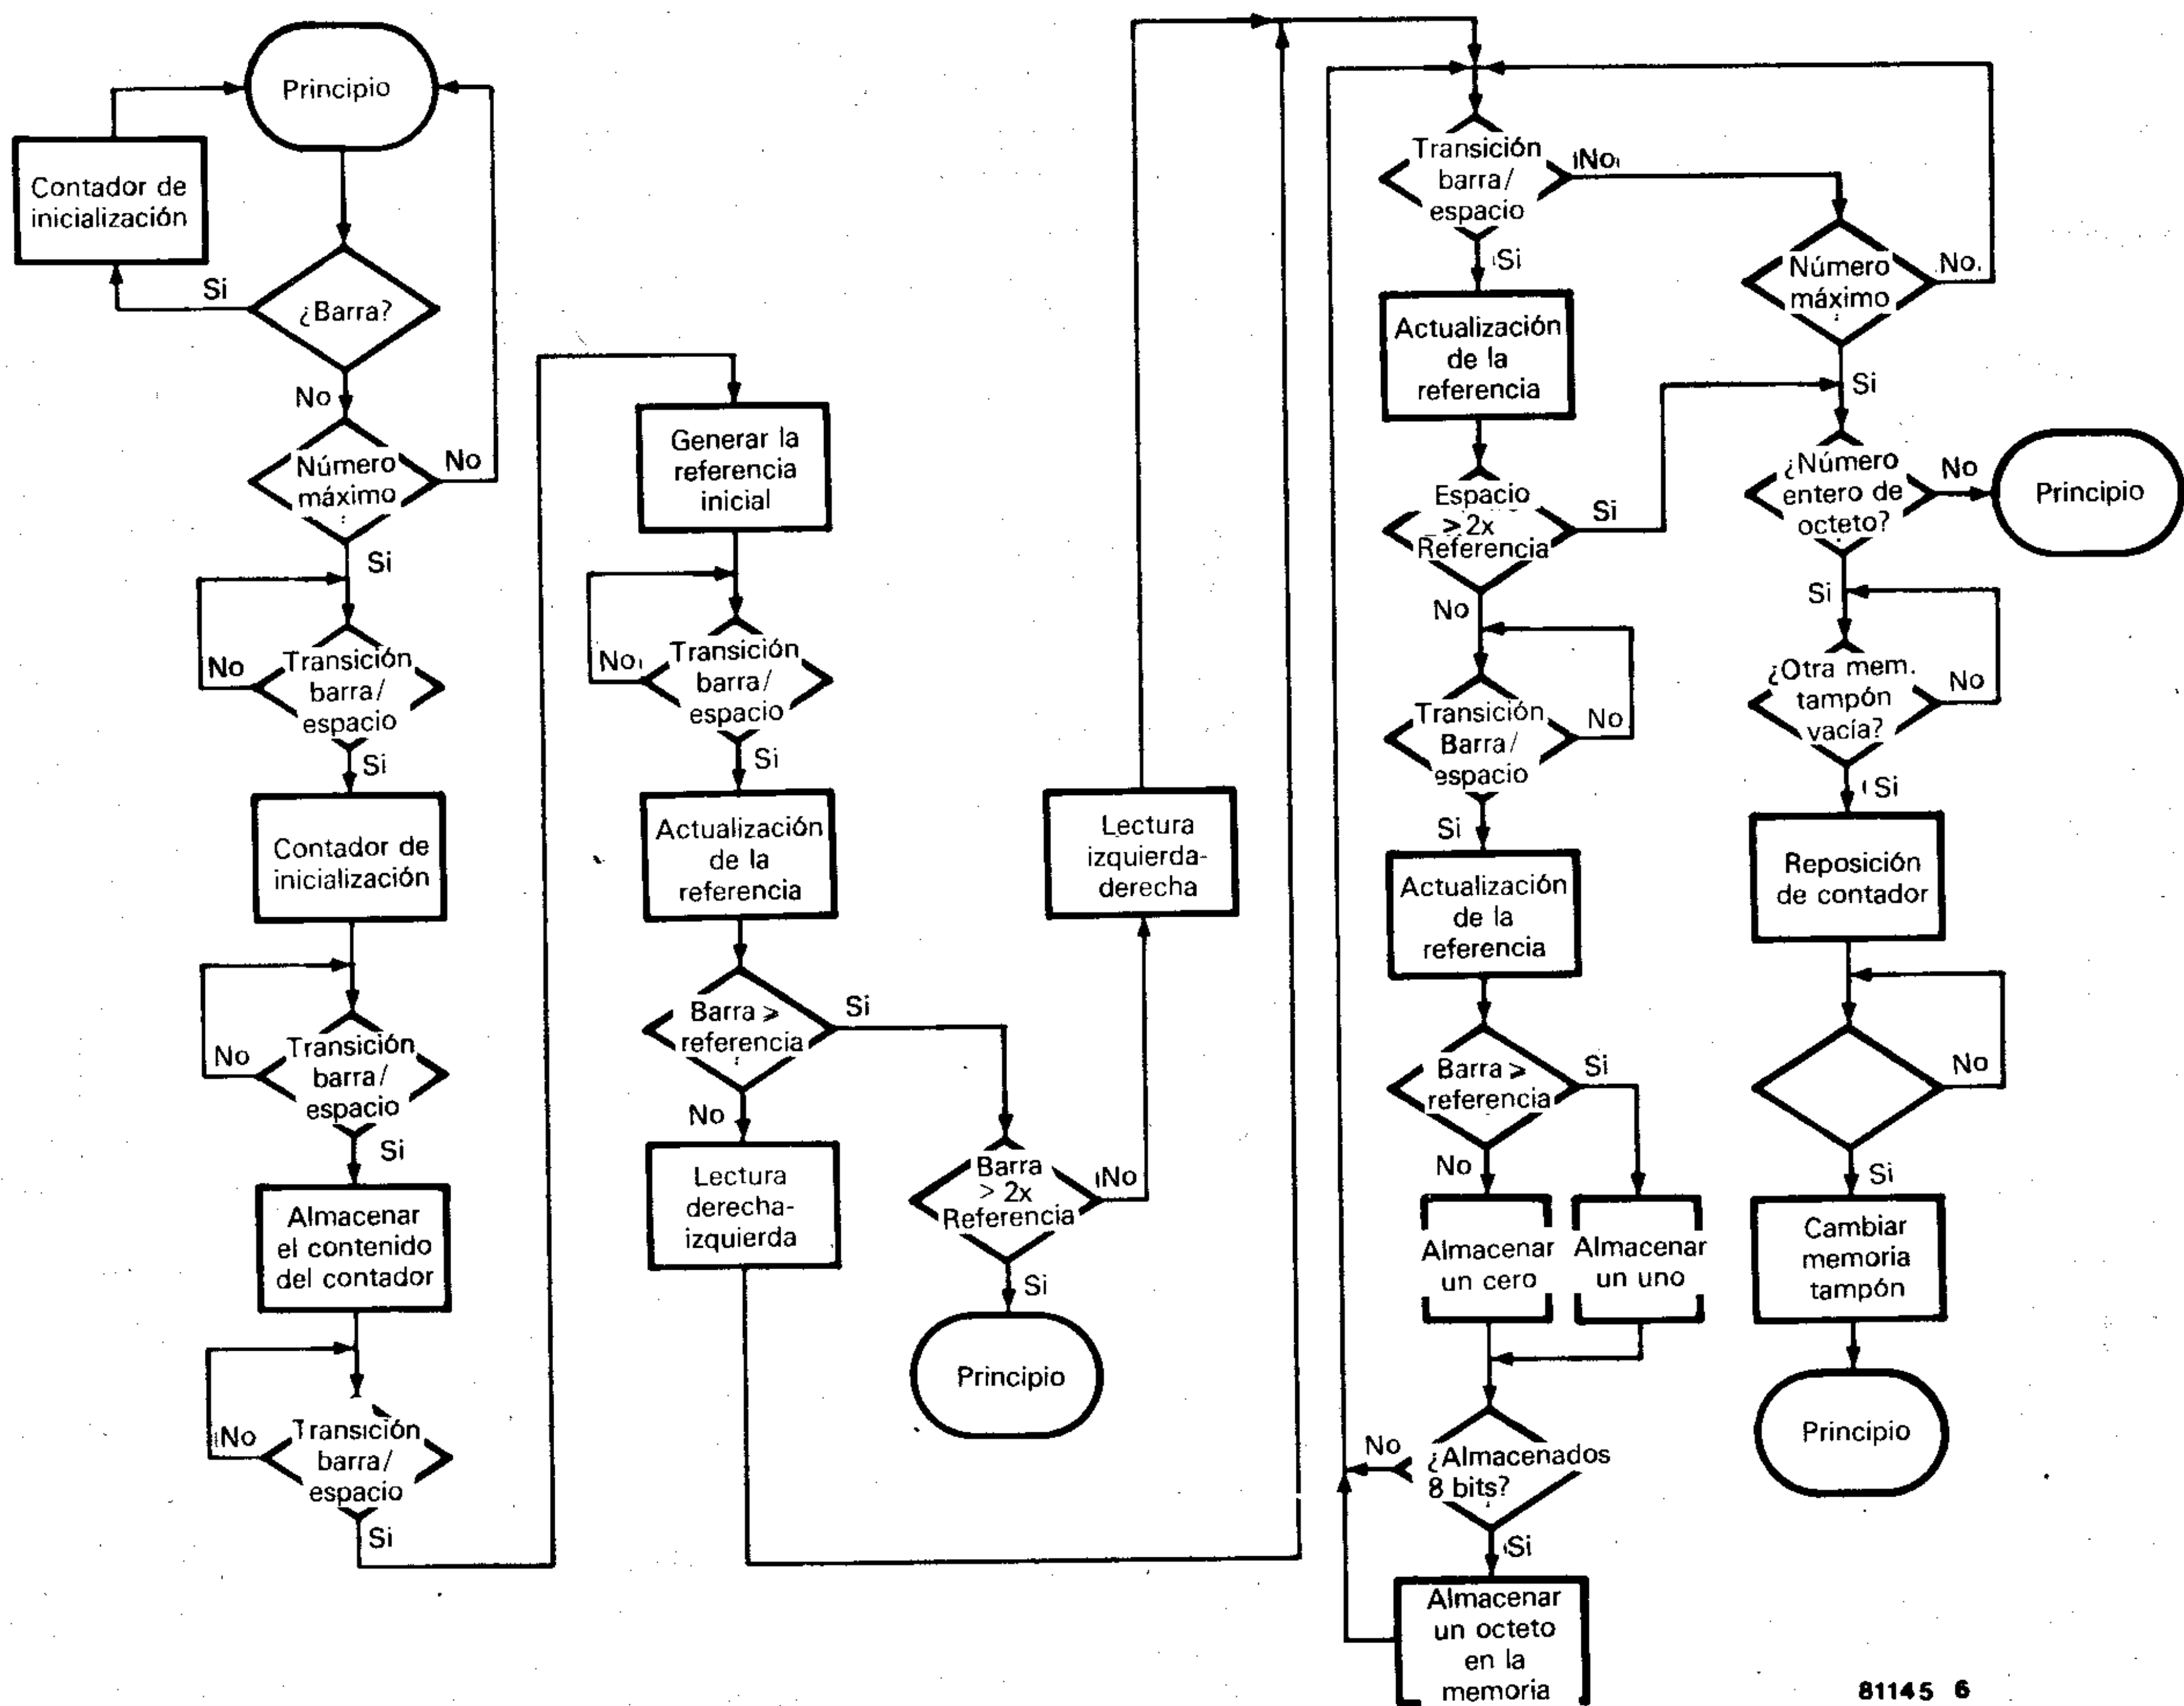 Principio
Contador de
inicialización
Si
¿Barra?
No
Número
máximo
No
Si
Transición
barra/
espacio
No
Si
Contador de
inicialización
Transición
barra/
espacio
No
Si
Almacenar
el contenido
del contador
Transición
barra/
espacio
No
Si
Generar la
referencia
inicial
Transición
barra/
espacio
No
Si
Actualización
de la
referencia
Barra ⩾
referencia
Si
No
Lectura
derecha-
izquierda
Barra
> 2x
Referencia
No
Si
Principio
Lectura
izquierda-
derecha
Transición
barra/
espacio
No
Si
Actualización
de la
referencia
Espacio
⩾ 2x
Referencia
Si
No
Transición
Barra/
espacio
No
Si
Actualización
de la
referencia
Barra ⩾
referencia
Si
No
Almacenar
un cero
Almacenar
un uno
¿Almacenados
8 bits?
No
Si
Almacenar
un octeto
en la
memoria
Número
máximo
No
Si
¿Número
entero de
octeto?
No
Principio
Si
¿Otra mem.
tampón
vacía?
No
Si
Reposición
de contador
No
Si
Cambiar
memoria
tampón
Principio
81145 6